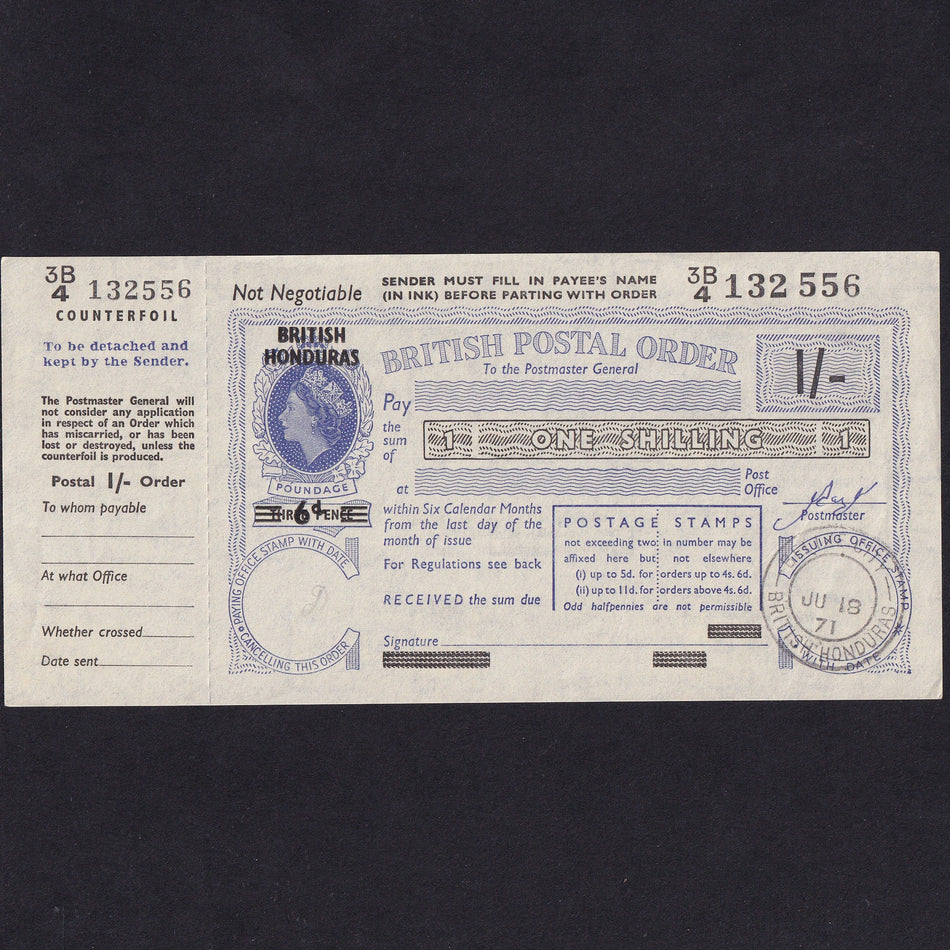 3B
4 132556
COUNTERFOIL
To be detached and
kept by the Sender.
The Postmaster General will
not consider any application
in respect of an Order which
has miscarried, or has been
lost or destroyed, unless the
counterfoil is produced.
Postal 1/- Order
To whom payable
At what Office
Whether crossed
Date sent
Not Negotiable
SENDER MUST FILL IN PAYEE'S NAME
(IN INK) BEFORE PARTING WITH ORDER
3B
4 132556
BRITISH
HONDURAS
POUNDAGE
THREE PENCE
6d
BRITISH POSTAL ORDER
To the Postmaster General
1/-
Pay
the
sum
of
1 ONE SHILLING 1
at
Post
Office
Postmaster
within Six Calendar Months
from the last day of the
month of issue
For Regulations see back
RECEIVED the sum due
Signature
POSTAGE STAMPS
not exceeding two in number may be
affixed here but not elsewhere
(i) up to 5d. for orders up to 4s. 6d.
(ii) up to 11d. for orders above 4s. 6d.
Odd halfpennies are not permissible
PAYING OFFICE STAMP WITH DATE
CANCELLING THIS ORDER
ISSUING OFFICE STAMP
WITH DATE
JU 18
71
BRITISH HONDURAS